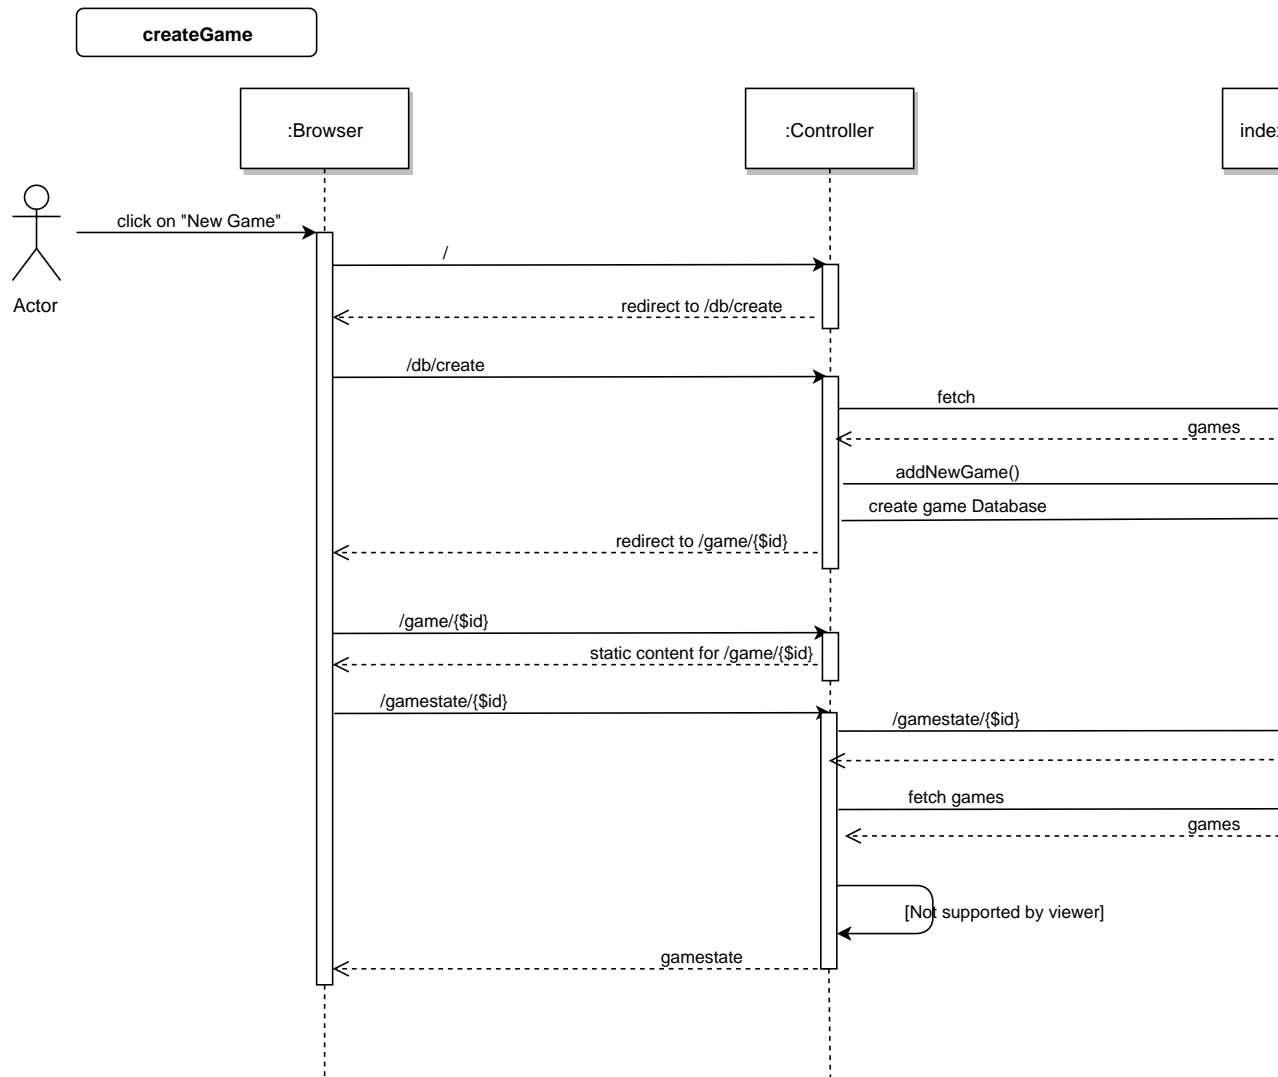 createGame
:Browser
:Controller
inde
click on "New Game"
Actor
/
redirect to /db/create
/db/create
fetch
games
addNewGame()
create game Database
redirect to /game/{$id}
/game/{$id}
static content for /game/{$id}
/gamestate/{$id}
/gamestate/{$id}
fetch games
games
[Not supported by viewer]
gamestate